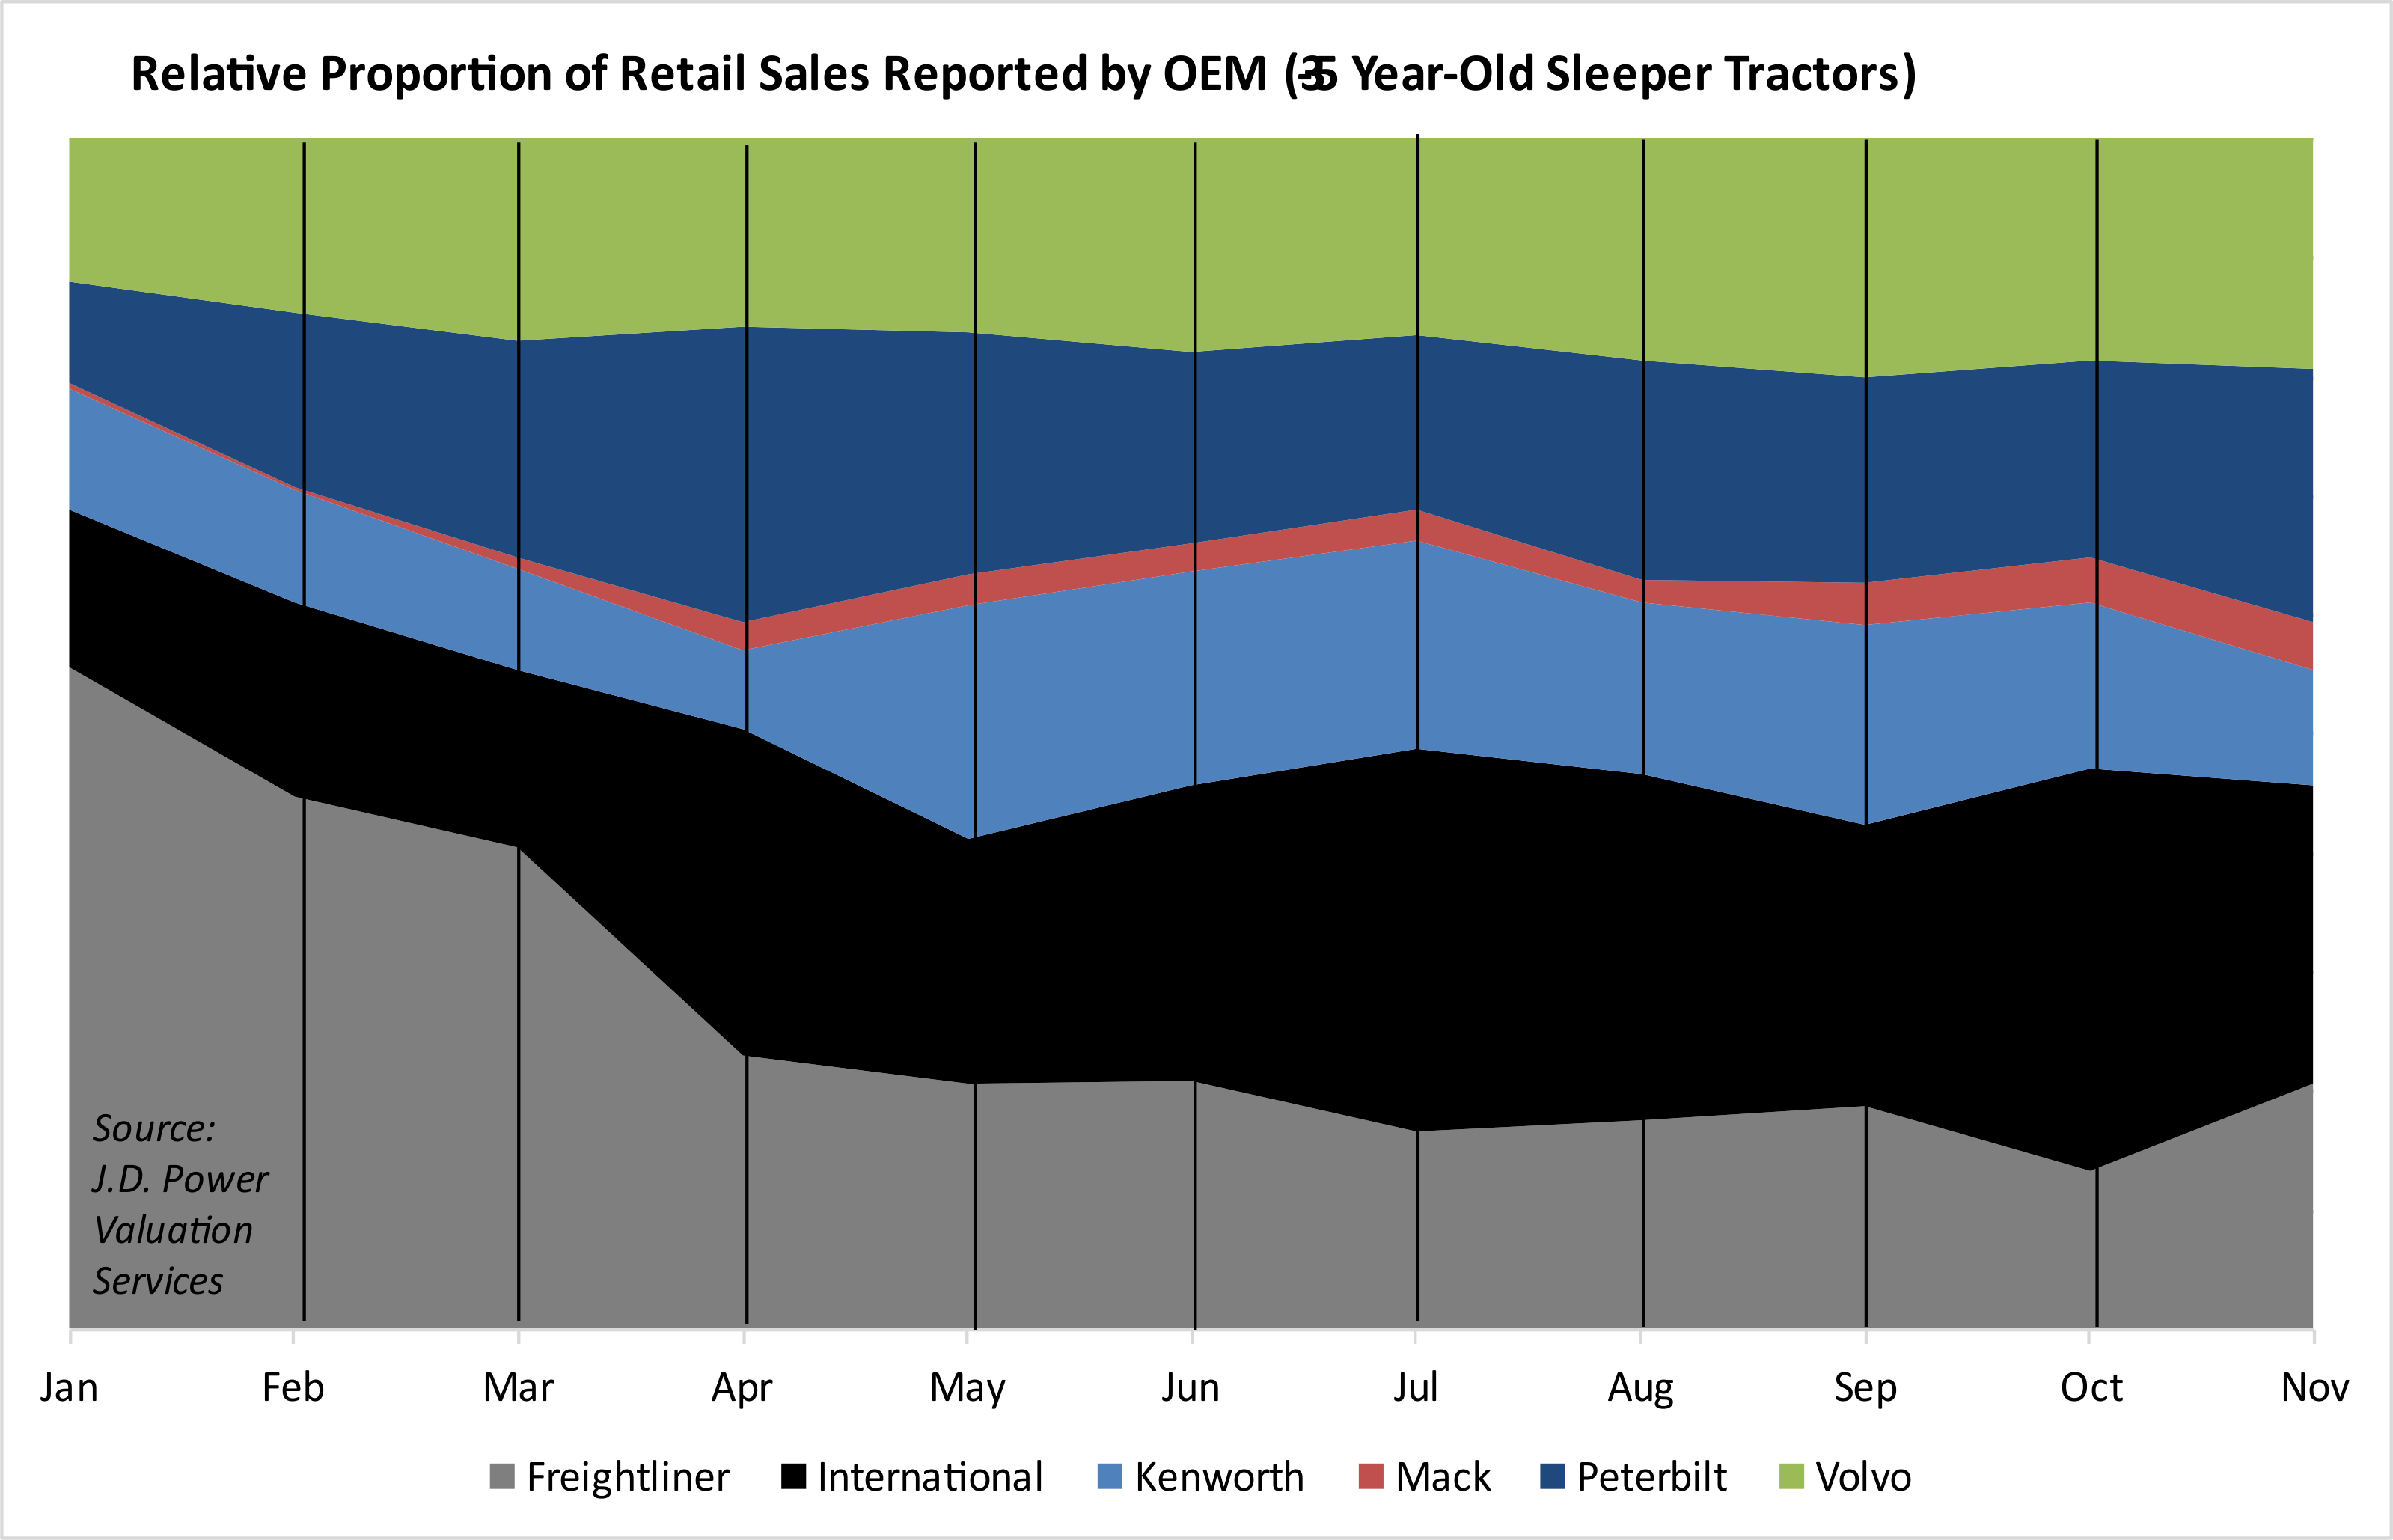 Relative Proportion of Retail Sales Reported by OEM (3-5 Year-Old Sleeper Tractors)
Source:
J.D. Power
Valuation
Services
Jan Feb Mar Apr May Jun Jul Aug Sep Oct Nov
Freightliner International Kenworth Mack Peterbilt Volvo